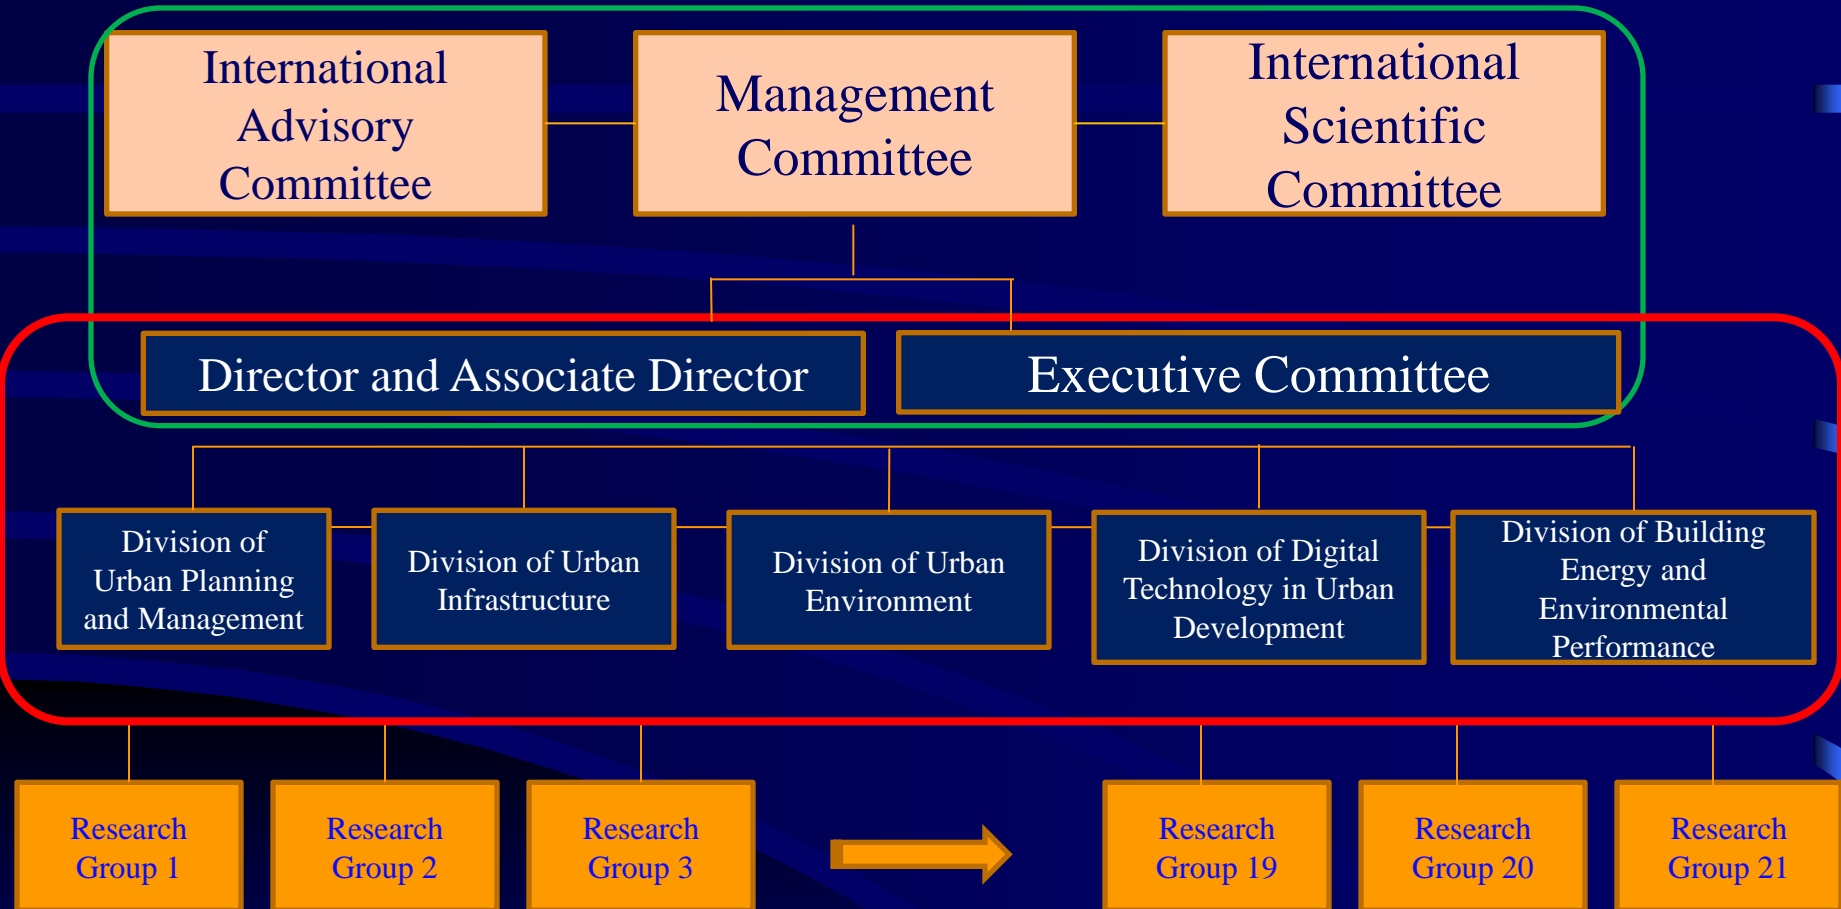 International
Advisory
Committee
Management
Committee
International
Scientific
Committee
Director and Associate Director
Executive Committee
Division of
Urban Planning
and Management
Division of Urban
Infrastructure
Division of Urban
Environment
Division of Digital
Technology in Urban
Development
Division of Building
Energy and
Environmental
Performance
Research
Group 1
Research
Group 2
Research
Group 3
Research
Group 19
Research
Group 20
Research
Group 21